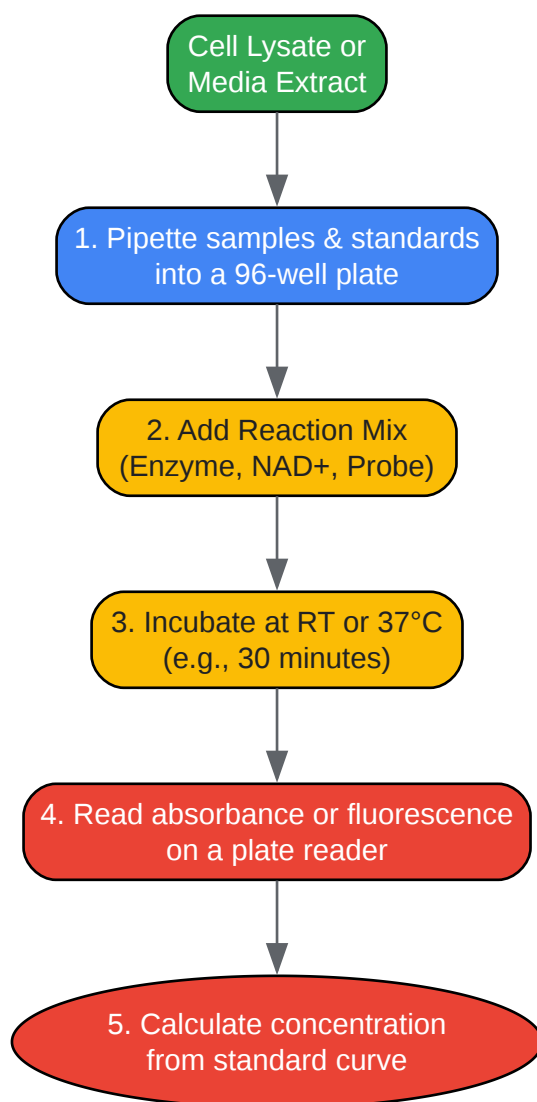 Cell Lysate or
Media Extract
1. Pipette samples & standards
into a 96-well plate
2. Add Reaction Mix
(Enzyme, NAD+, Probe)
3. Incubate at RT or 37°C
(e.g., 30 minutes)
4. Read absorbance or fluorescence
on a plate reader
5. Calculate concentration
from standard curve